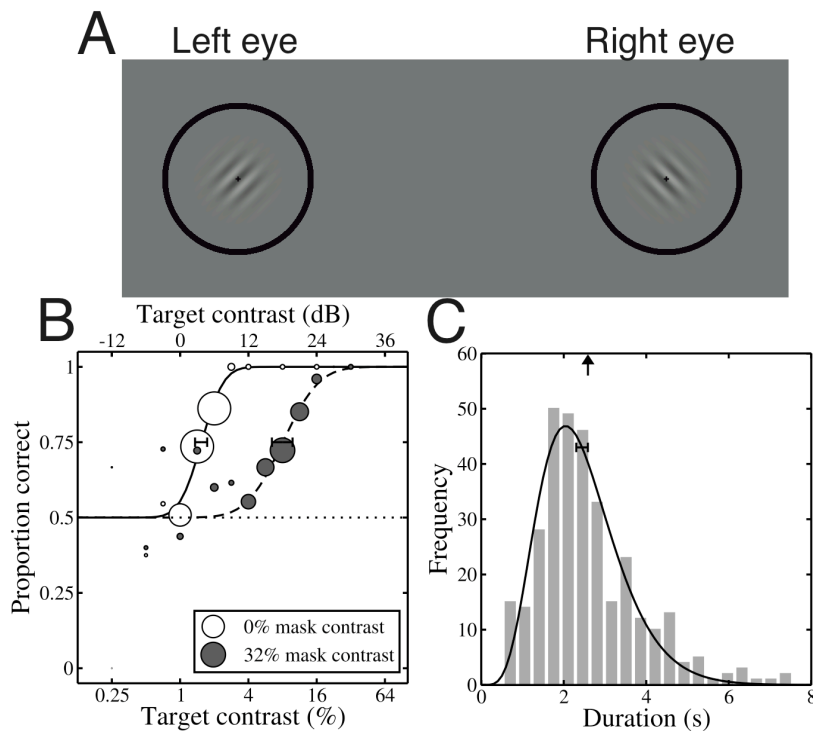 A
Left eye
Right eye
B
Target contrast (dB)
-12 0 12 24 36
Proportion correct
1
0.75
0.5
0.25
0
0% mask contrast
32% mask contrast
0.25 1 4 16 64
Target contrast (%)
C
Frequency
60
50
40
30
20
10
0
0 2 4 6 8
Duration (s)